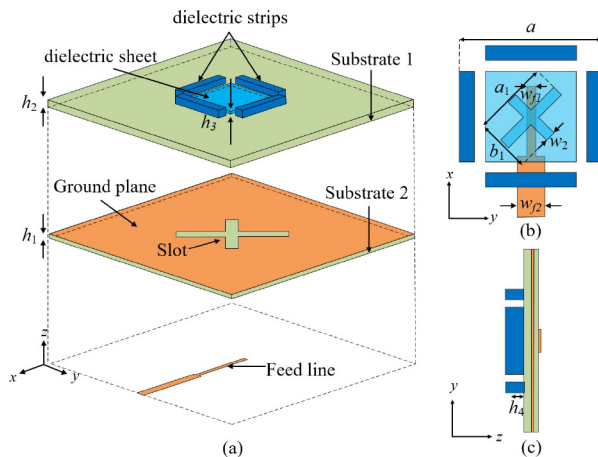 dielectric strips
dielectric sheet
Substrate 1
h2
h3
Ground plane
Substrate 2
h1
Slot
z
x
y
Feed line
(a)
a
a1
wf1
b1
w2
wf2
x
y
(b)
h4
y
z
(c)